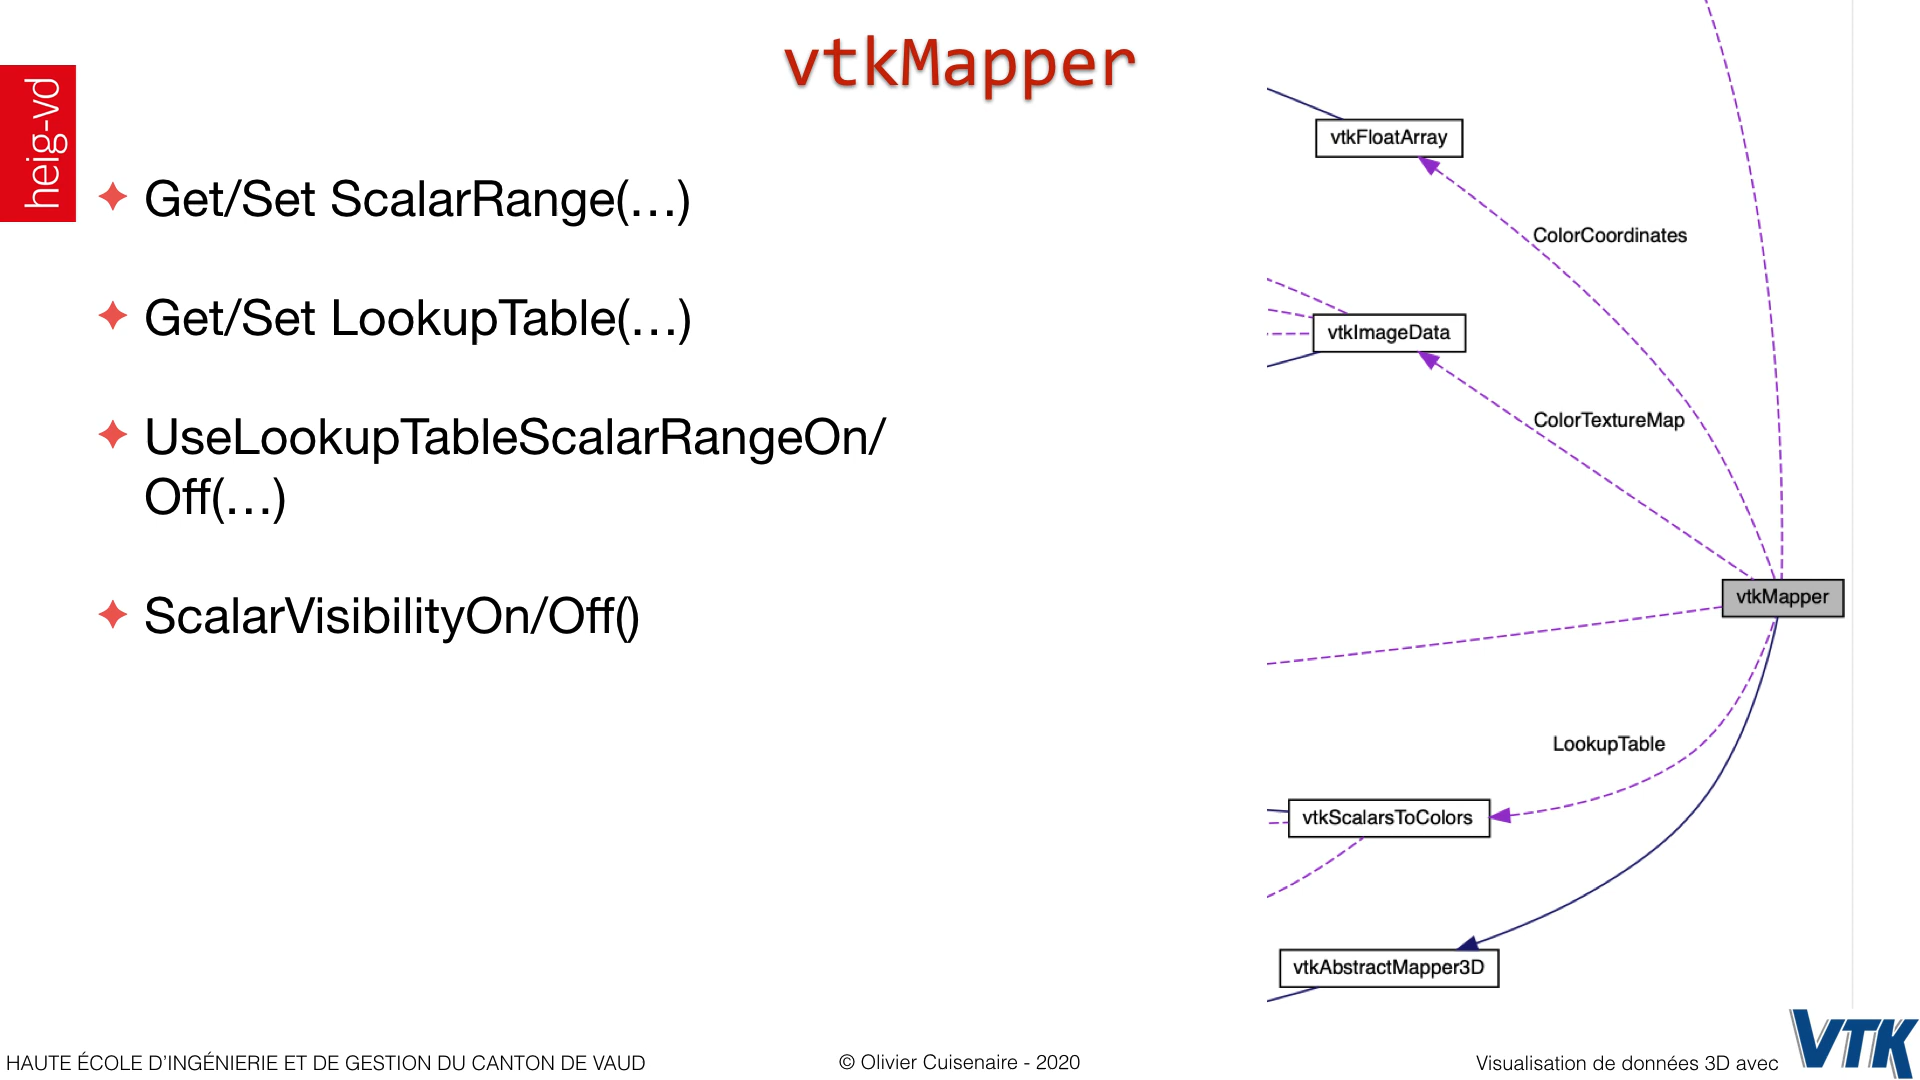 vtkMapper
heig-vd
Get/Set ScalarRange(…)
Get/Set LookupTable(…)
UseLookupTableScalarRangeOn/
Off(…)
ScalarVisibilityOn/Off()
vtkFloatArray
ColorCoordinates
vtkImageData
ColorTextureMap
vtkMapper
LookupTable
vtkScalarsToColors
vtkAbstractMapper3D
HAUTE ÉCOLE D'INGÉNIERIE ET DE GESTION DU CANTON DE VAUD
© Olivier Cuisenaire - 2020
Visualisation de données 3D avec
VTK